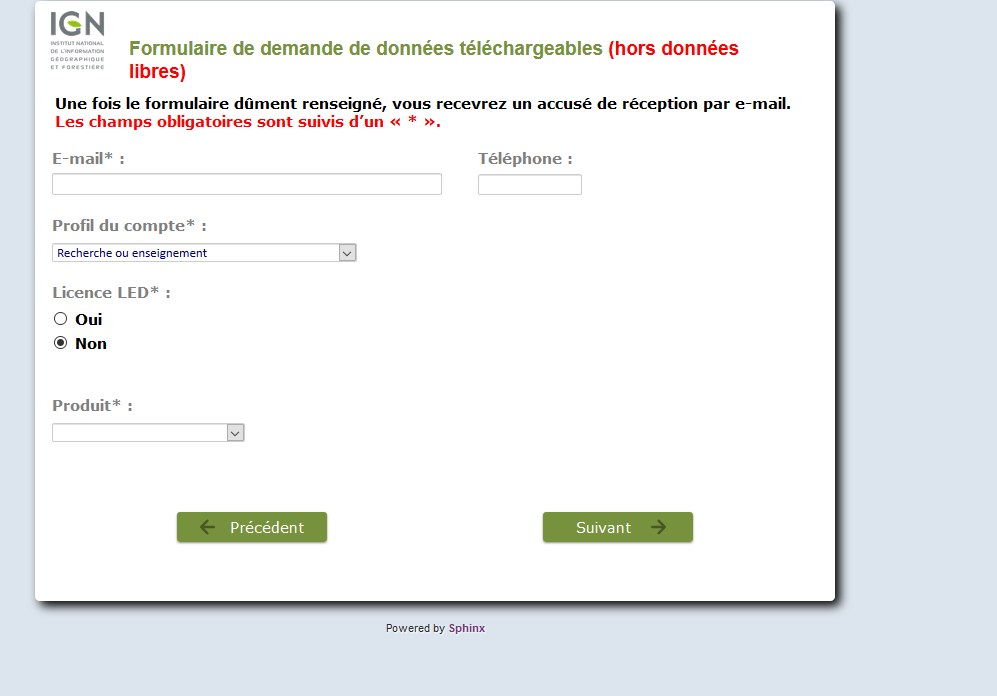 IGN
INSTITUT NATIONAL
DE L'INFORMATION
GÉOGRAPHIQUE
ET FORESTIÈRE
Formulaire de demande de données téléchargeables (hors données
libres)
Une fois le formulaire dûment renseigné, vous recevrez un accusé de réception par e-mail.
Les champs obligatoires sont suivis d’un « * ».
E-mail* :
Téléphone :
Profil du compte* :
Recherche ou enseignement
Licence LED* :
Oui
Non
Produit* :
Précédent
Suivant
Powered by Sphinx